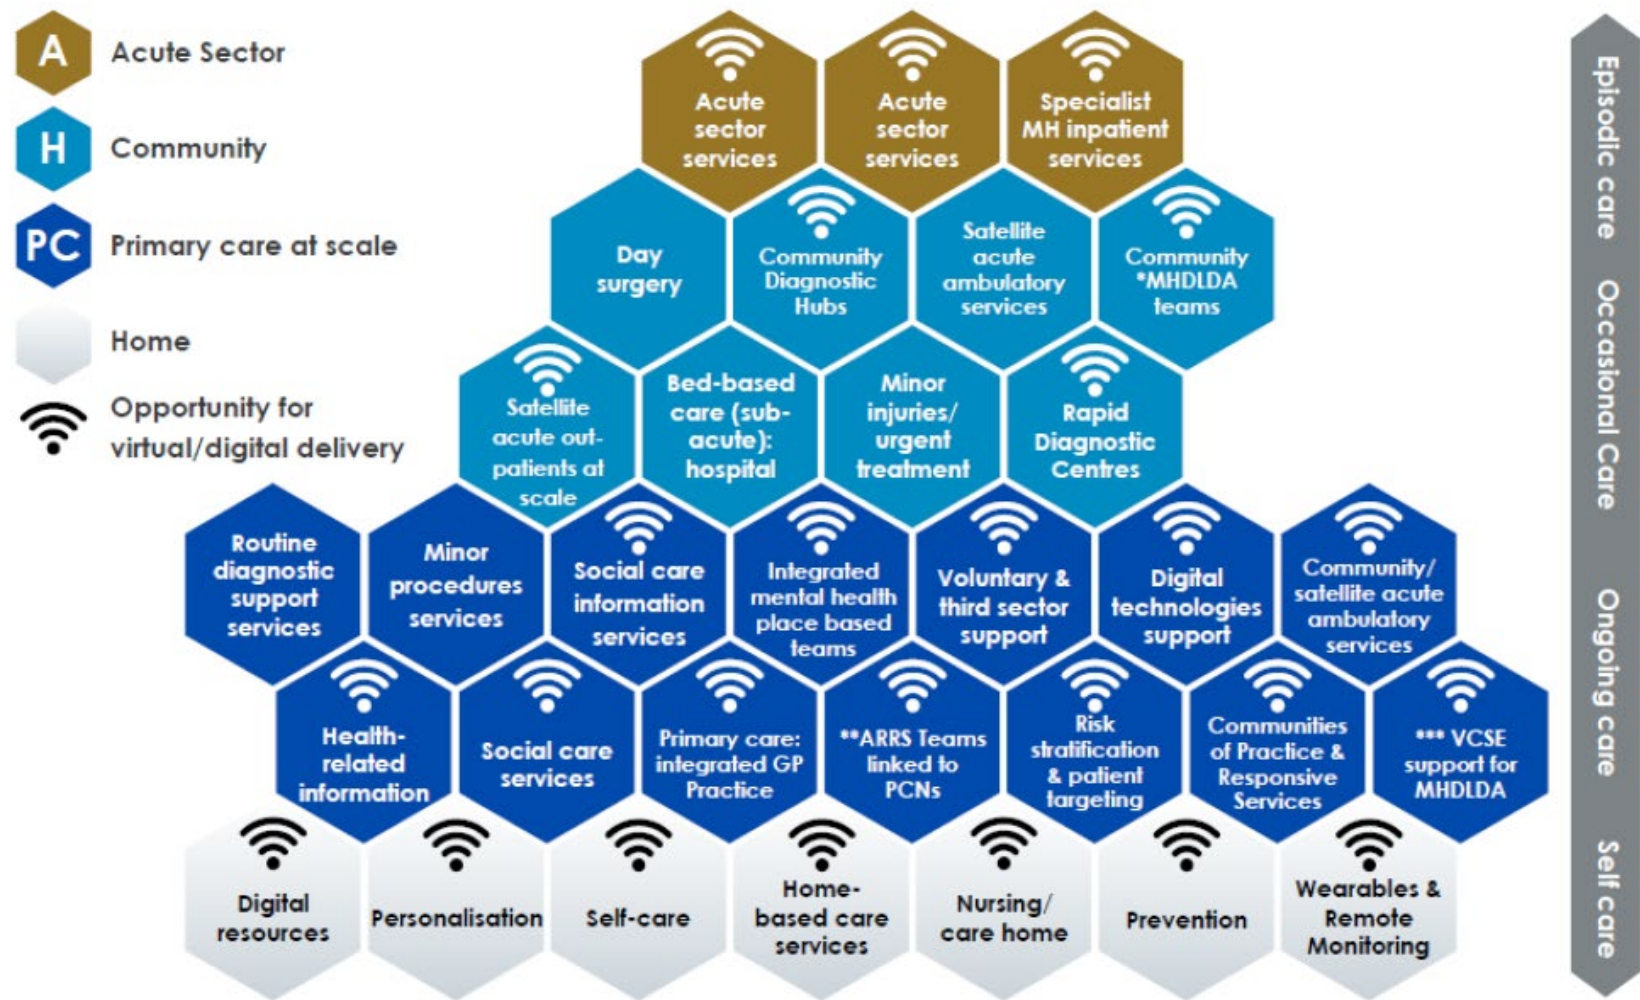 A
Acute Sector
H
Community
PC
Primary care at scale
Home
Opportunity for
virtual/digital delivery
Acute
sector
services
Acute
sector
services
Specialist
MH inpatient
services
Day
surgery
Community
Diagnostic
Hubs
Satellite
acute
ambulatory
services
Community
*MHDLDA
teams
Satellite
acute out-
patients at
scale
Bed-based
care (sub-
acute):
hospital
Minor
injuries/
urgent
treatment
Rapid
Diagnostic
Centres
Routine
diagnostic
support
services
Minor
procedures
services
Social care
information
services
Integrated
mental health
place based
teams
Voluntary &
third sector
support
Digital
technologies
support
Community/
satellite acute
ambulatory
services
Health-
related
information
Social care
services
Primary care:
integrated GP
Practice
**ARRS Teams
linked to
PCNs
Risk
stratification
& patient
targeting
Communities
of Practice &
Responsive
Services
*** VCSE
support for
MHDLDA
Digital
resources
Personalisation
Self-care
Home-
based care
services
Nursing/
care home
Prevention
Wearables &
Remote
Monitoring
Episodic care
Occasional Care
Ongoing care
Self care